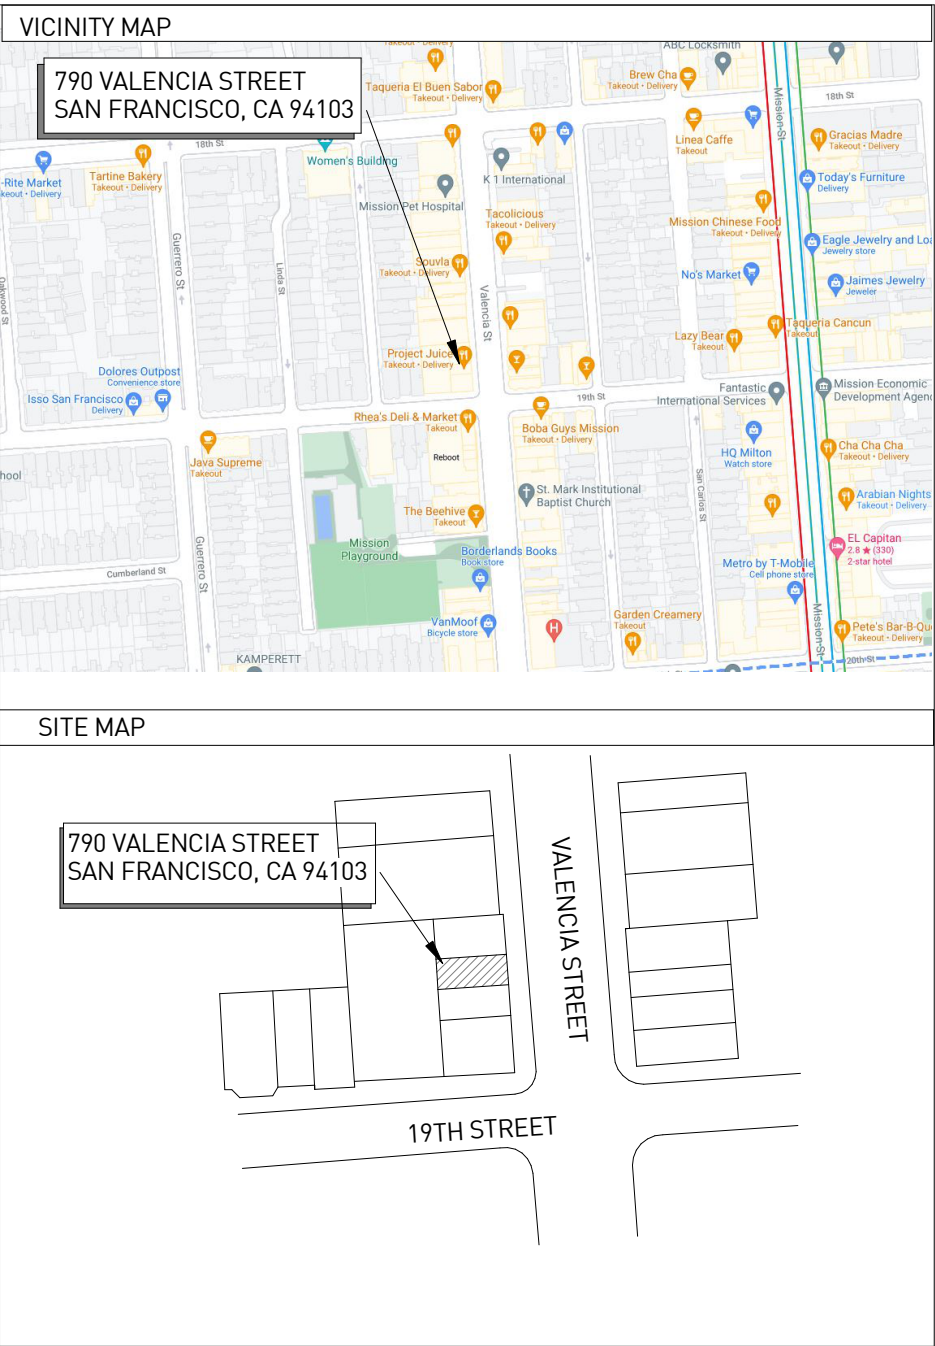 VICINITY MAP
790 VALENCIA STREET
SAN FRANCISCO, CA 94103
Takeout • Delivery
ABC Locksmith
Taqueria El Buen Sabor
Takeout • Delivery
Brew Cha
Takeout • Delivery
Mission St
18th St
18th St
Women's Building
Linea Caffe
Takeout
Gracias Madre
Takeout • Delivery
-Rite Market
keout • Delivery
Tartine Bakery
Takeout • Delivery
K 1 International
Today's Furniture
Delivery
Mission Pet Hospital
Tacolicious
Takeout • Delivery
Mission Chinese Food
Takeout • Delivery
Guerrero St
Linda St
Eagle Jewelry and Loa
Jewelry store
Souvla
Takeout • Delivery
No's Market
Jaimes Jewelry
Jeweler
Oakwood St
Valencia St
Taqueria Cancun
Takeout
Lazy Bear
Takeout
Project Juice
Takeout • Delivery
Dolores Outpost
Convenience store
Isso San Francisco
Delivery
19th St
Fantastic
International Services
Mission Economic
Development Agenc
Rhea's Deli & Market
Takeout
Boba Guys Mission
Takeout • Delivery
Reboot
HQ Milton
Watch store
Cha Cha Cha
Takeout • Delivery
Java Supreme
Takeout
hool
San Carlos St
St. Mark Institutional
Baptist Church
Arabian Nights
Takeout • Delivery
The Beehive
Takeout
Mission
Playground
Borderlands Books
Book store
EL Capitan
2.8 ★ (330)
2-star hotel
Guerrero St
Cumberland St
Metro by T-Mobile
Cell phone store
VanMoof
Bicycle store
Garden Creamery
Takeout
Mission St
Pete's Bar-B-Qu
Takeout • Delivery
H
KAMPERETT
20th St
SITE MAP
790 VALENCIA STREET
SAN FRANCISCO, CA 94103
VALENCIA STREET
19TH STREET